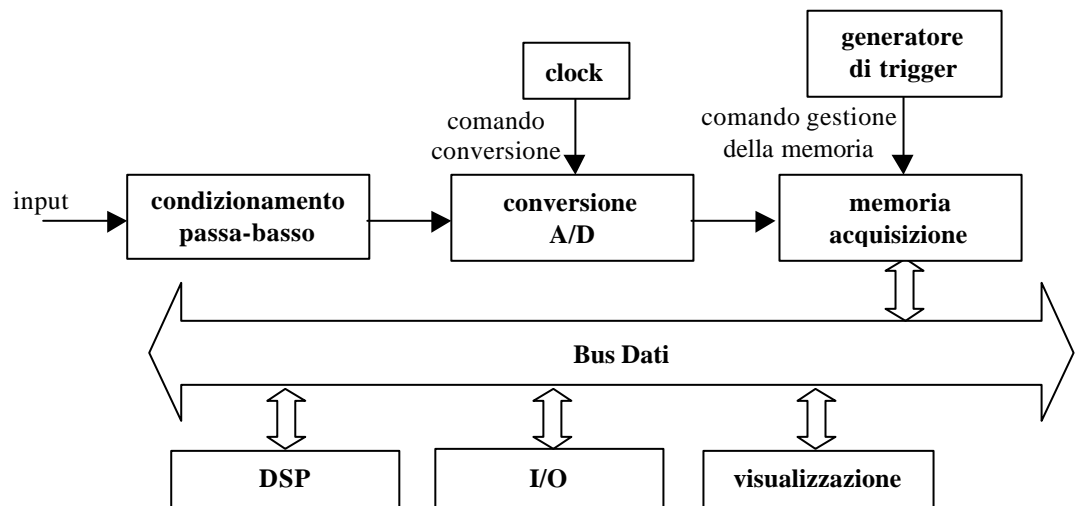 clock
generatore
di trigger
comando
conversione
comando gestione
della memoria
input
condizionamento
passa-basso
conversione
A/D
memoria
acquisizione
Bus Dati
DSP
I/O
visualizzazione